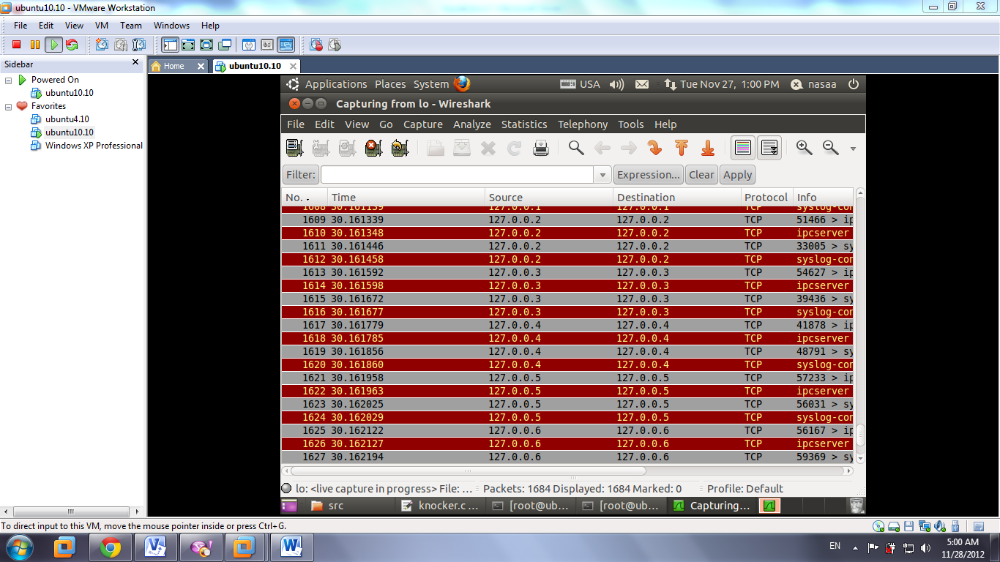 ubuntu10.10 - VMware Workstation
File Edit View VM Team Windows Help
Sidebar
Powered On
ubuntu10.10
Favorites
ubuntu4.10
ubuntu10.10
Windows XP Professional
Home ubuntu10.10
Applications Places System USA Tue Nov 27, 1:00 PM nasaa
Capturing from lo - Wireshark
File Edit View Go Capture Analyze Statistics Telephony Tools Help
Filter: Expression... Clear Apply
No. Time Source Destination Protocol Info
1608 30.161139 127.0.0.1 127.0.0.1 TCP syslog-con
1609 30.161339 127.0.0.2 127.0.0.2 TCP 51466 > ip
1610 30.161348 127.0.0.2 127.0.0.2 TCP ipcserver
1611 30.161446 127.0.0.2 127.0.0.2 TCP 33005 > sy
1612 30.161458 127.0.0.2 127.0.0.2 TCP syslog-con
1613 30.161592 127.0.0.3 127.0.0.3 TCP 54627 > ip
1614 30.161598 127.0.0.3 127.0.0.3 TCP ipcserver
1615 30.161672 127.0.0.3 127.0.0.3 TCP 39436 > sy
1616 30.161677 127.0.0.3 127.0.0.3 TCP syslog-con
1617 30.161779 127.0.0.4 127.0.0.4 TCP 41878 > ip
1618 30.161785 127.0.0.4 127.0.0.4 TCP ipcserver
1619 30.161856 127.0.0.4 127.0.0.4 TCP 48791 > sy
1620 30.161860 127.0.0.4 127.0.0.4 TCP syslog-con
1621 30.161958 127.0.0.5 127.0.0.5 TCP 57233 > ip
1622 30.161963 127.0.0.5 127.0.0.5 TCP ipcserver
1623 30.162025 127.0.0.5 127.0.0.5 TCP 56031 > sy
1624 30.162029 127.0.0.5 127.0.0.5 TCP syslog-con
1625 30.162122 127.0.0.6 127.0.0.6 TCP 56167 > ip
1626 30.162127 127.0.0.6 127.0.0.6 TCP ipcserver
1627 30.162194 127.0.0.6 127.0.0.6 TCP 59369 > sy
lo: <live capture in progress> File: ... Packets: 1684 Displayed: 1684 Marked: 0 Profile: Default
src knocker.c ... [root@ub... [root@ub... Capturing...
To direct input to this VM, move the mouse pointer inside or press Ctrl+G.
EN 5:00 AM
11/28/2012